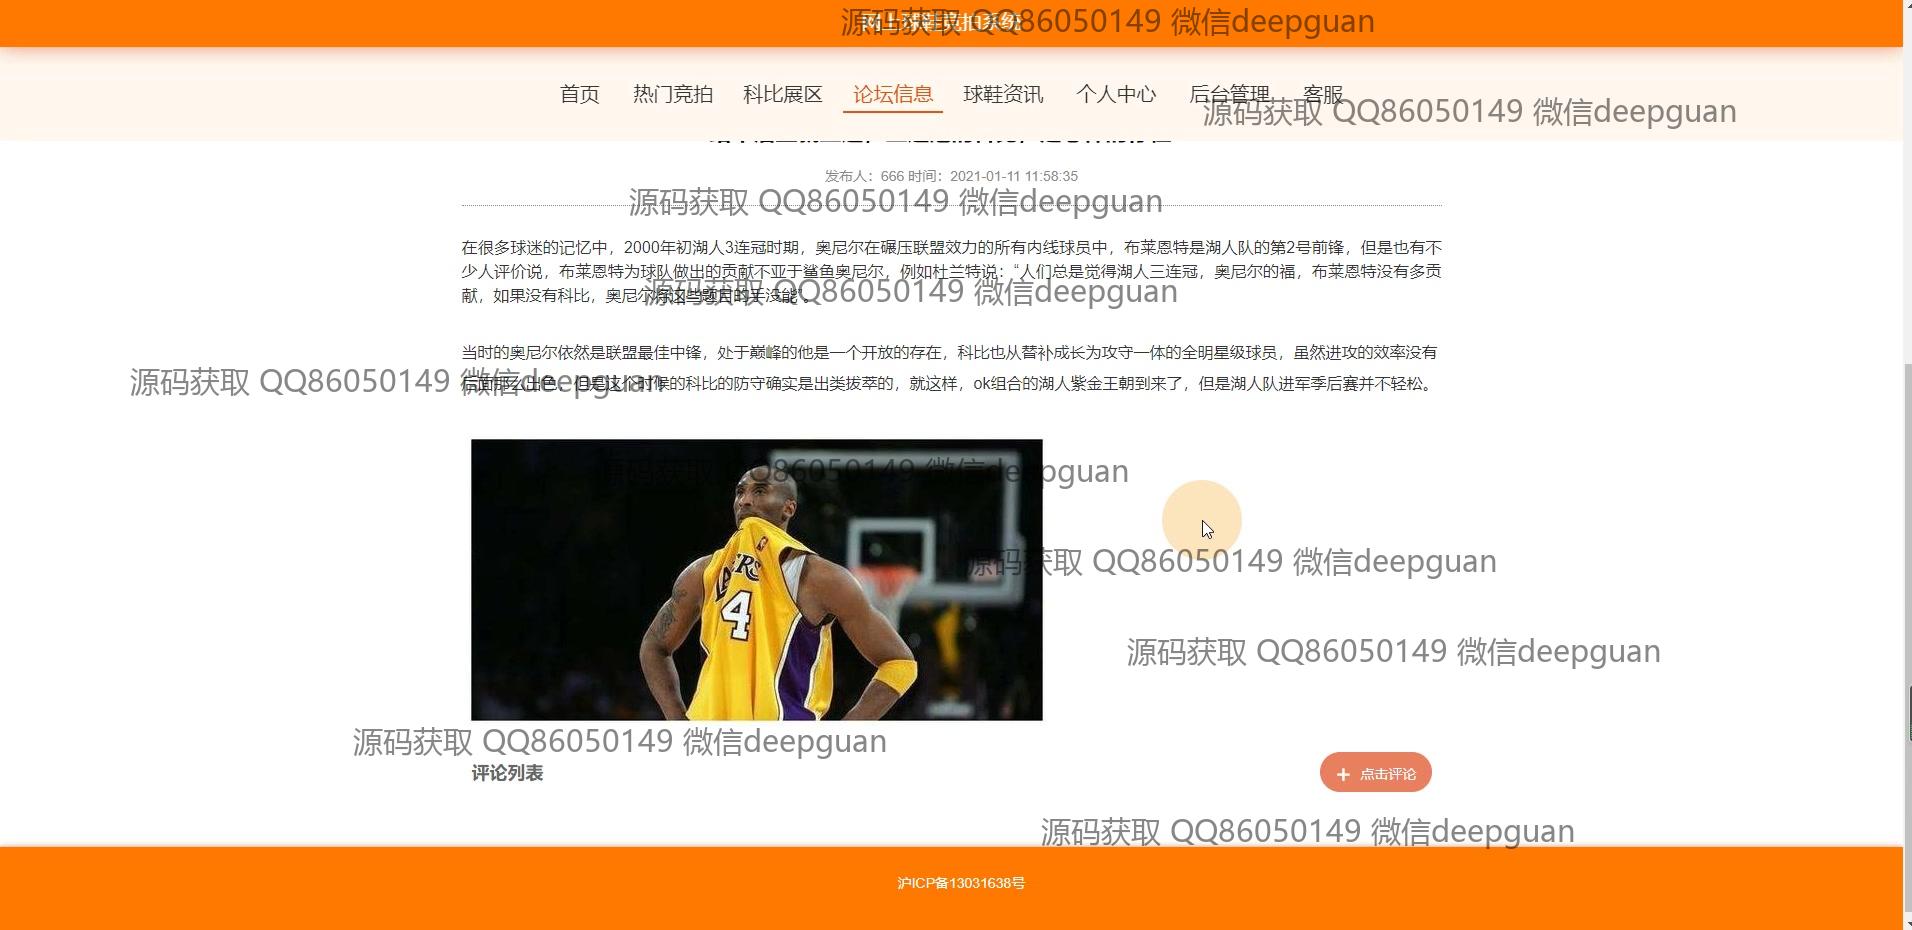 网上球鞋竞拍系统
源码获取 QQ86050149 微信deepguan
首页 热门竞拍 科比展区 论坛信息 球鞋资讯 个人中心 后台管理 客服
源码获取 QQ86050149 微信deepguan
发布人：666 时间：2021-01-11 11:58:35
源码获取 QQ86050149 微信deepguan
在很多球迷的记忆中，2000年初湖人3连冠时期，奥尼尔在碾压联盟效力的所有内线球员中，布莱恩特是湖人队的第2号前锋，但是也有不
少人评价说，布莱恩特为球队做出的贡献不亚于鲨鱼奥尼尔，例如杜兰特说：“人们总是觉得湖人三连冠，奥尼尔的福，布莱恩特没有多贡
献，如果没有科比，奥尼尔
源码获取 QQ86050149 微信deepguan
当时的奥尼尔依然是联盟最佳中锋，处于巅峰的他是一个开放的存在，科比也从替补成长为攻守一体的全明星级球员，虽然进攻的效率没有
后面那么出色，但是这个时候的科比的防守确实是出类拔萃的，就这样，ok组合的湖人紫金王朝到来了，但是湖人队进军季后赛并不轻松。
源码获取 QQ86050149 微信deepguan
源码获取 QQ86050149 微信deepguan
LAKERS
4
源码获取 QQ86050149 微信deepguan
源码获取 QQ86050149 微信deepguan
源码获取 QQ86050149 微信deepguan
评论列表
+ 点击评论
源码获取 QQ86050149 微信deepguan
沪ICP备13031638号